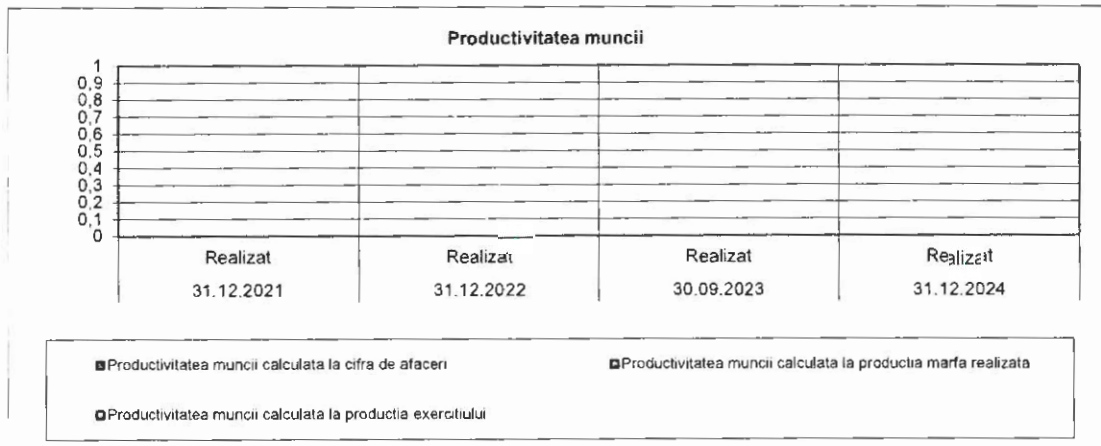 Productivitatea muncii
1
0,9
0,8
0,7
0,6
0,5
0,4
0,3
0,2
0,1
0
Realizat Realizat Realizat Realizat
31.12.2021 31.12.2022 30.09.2023 31.12.2024
Productivitatea muncii calculata la cifra de afaceri Productivitatea muncii calculata la productia marfa realizata
Productivitatea muncii calculata la productia exercitiului